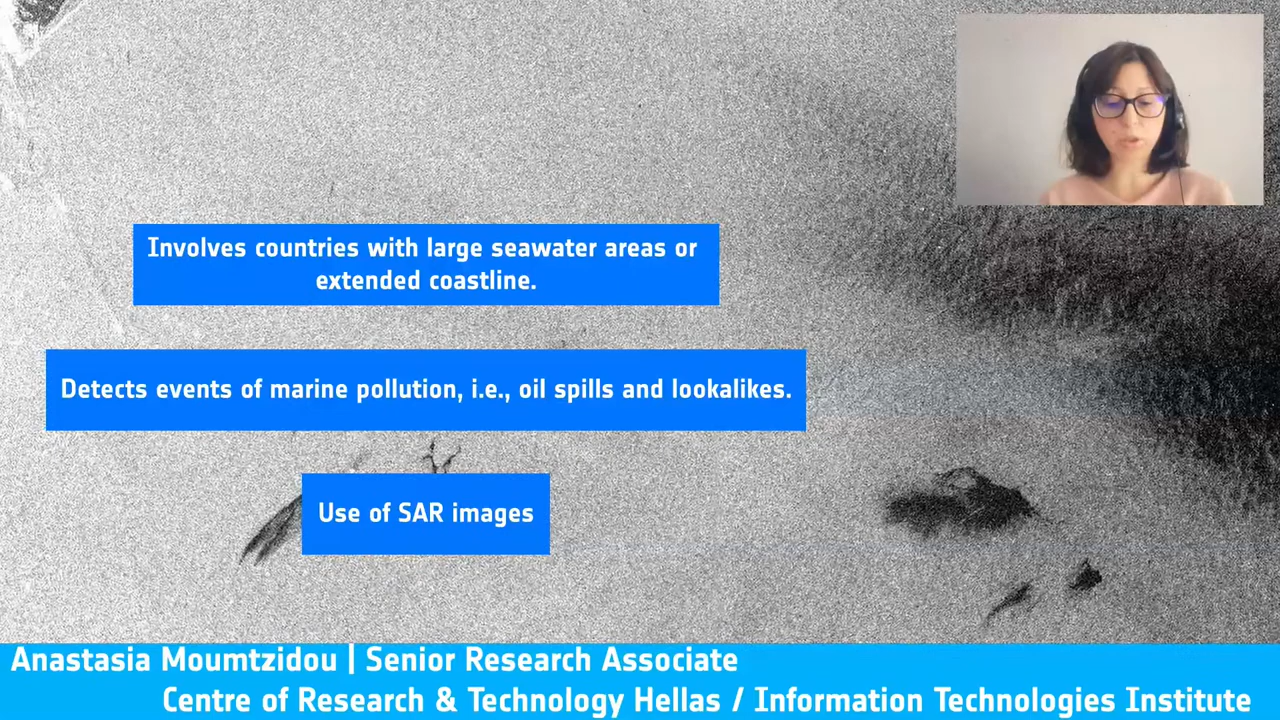 Involves countries with large seawater areas or
extended coastline.
Detects events of marine pollution, i.e., oil spills and lookalikes.
Use of SAR images
Anastasia Moumtzidou | Senior Research Associate
Centre of Research & Technology Hellas / Information Technologies Institute